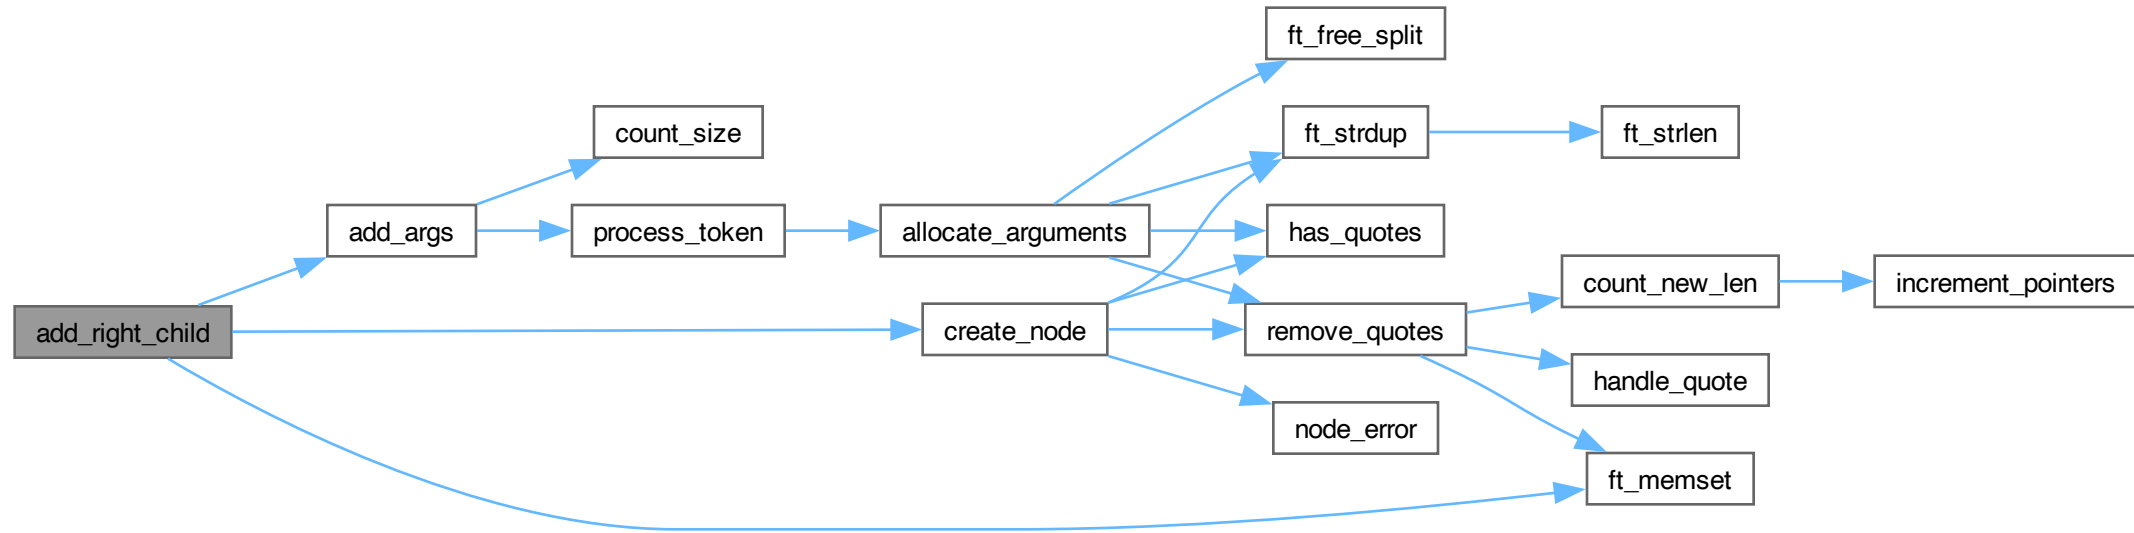 ft_free_split
count_size
ft_strdup
ft_strlen
add_args
process_token
allocate_arguments
has_quotes
count_new_len
increment_pointers
add_right_child
create_node
remove_quotes
handle_quote
node_error
ft_memset